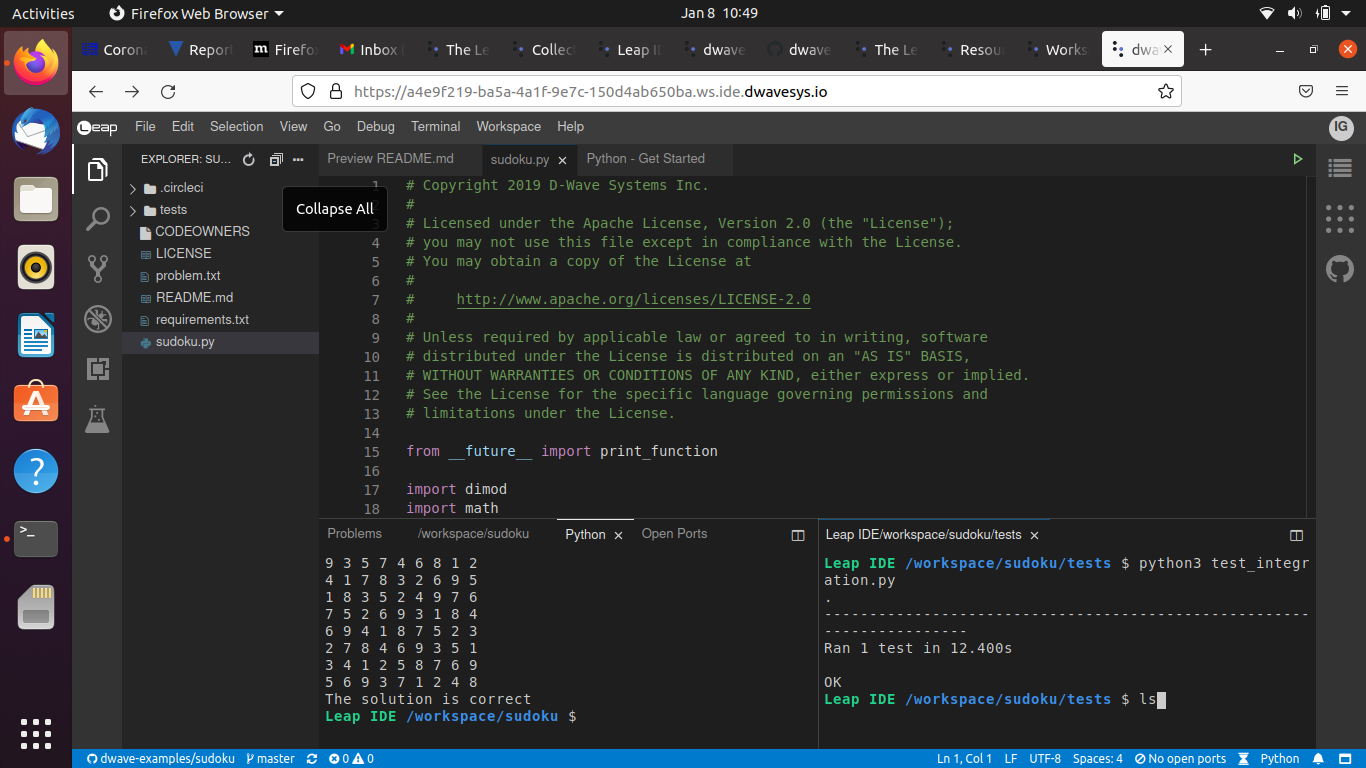 Activities
Firefox Web Browser
Jan 8 10:49
Corona
Report
Firefo
Inbox (
The Le
Collec
Leap I
dwave
dwave
The Le
Resou
Works
dwa
https://a4e9f219-ba5a-4a1f-9e7c-150d4ab650ba.ws.ide.dwavesys.io
Leap
File Edit Selection View Go Debug Terminal Workspace Help
IG
EXPLORER: SU...
Preview README.md
sudoku.py
Python - Get Started
.circleci
tests
CODEOWNERS
LICENSE
problem.txt
README.md
requirements.txt
sudoku.py
Collapse All
1 # Copyright 2019 D-Wave Systems Inc.
#
3 # Licensed under the Apache License, Version 2.0 (the "License");
4 # you may not use this file except in compliance with the License.
5 # You may obtain a copy of the License at
6 #
7 # http://www.apache.org/licenses/LICENSE-2.0
8 #
9 # Unless required by applicable law or agreed to in writing, software
10 # distributed under the License is distributed on an "AS IS" BASIS,
11 # WITHOUT WARRANTIES OR CONDITIONS OF ANY KIND, either express or implied.
12 # See the License for the specific language governing permissions and
13 # limitations under the License.
14
15 from __future__ import print_function
16
17 import dimod
18 import math
Problems
/workspace/sudoku
Python
Open Ports
9 3 5 7 4 6 8 1 2
4 1 7 8 3 2 6 9 5
1 8 3 5 2 4 9 7 6
7 5 2 6 9 3 1 8 4
6 9 4 1 8 7 5 2 3
2 7 8 4 6 9 3 5 1
3 4 1 2 5 8 7 6 9
5 6 9 3 7 1 2 4 8
The solution is correct
Leap IDE /workspace/sudoku $
Leap IDE/workspace/sudoku/tests
Leap IDE /workspace/sudoku/tests $ python3 test_integr
ation.py
.
------------------------------------------------------
----------------
Ran 1 test in 12.400s
OK
Leap IDE /workspace/sudoku/tests $ ls
dwave-examples/sudoku
master
0
0
Ln 1, Col 1
LF
UTF-8
Spaces: 4
No open ports
Python